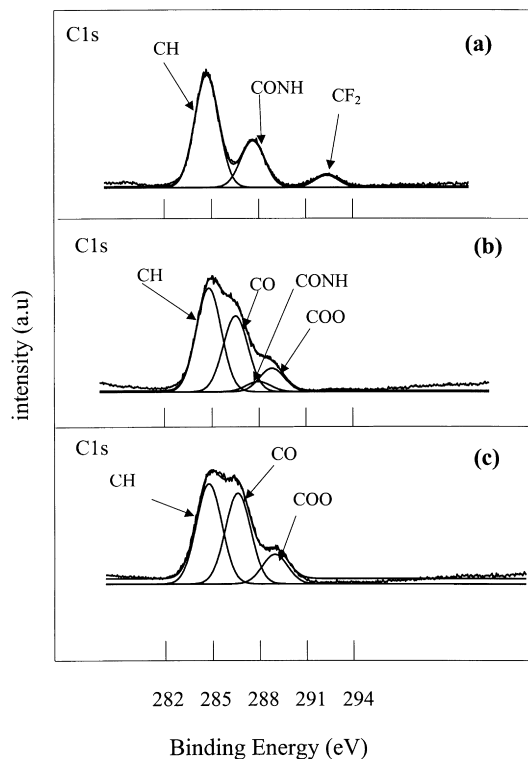 C1s
(a)
CH
CONH
CF₂
C1s
(b)
CH
CO
CONH
COO
C1s
(c)
CH
CO
COO
intensity (a.u)
282 285 288 291 294
Binding Energy (eV)